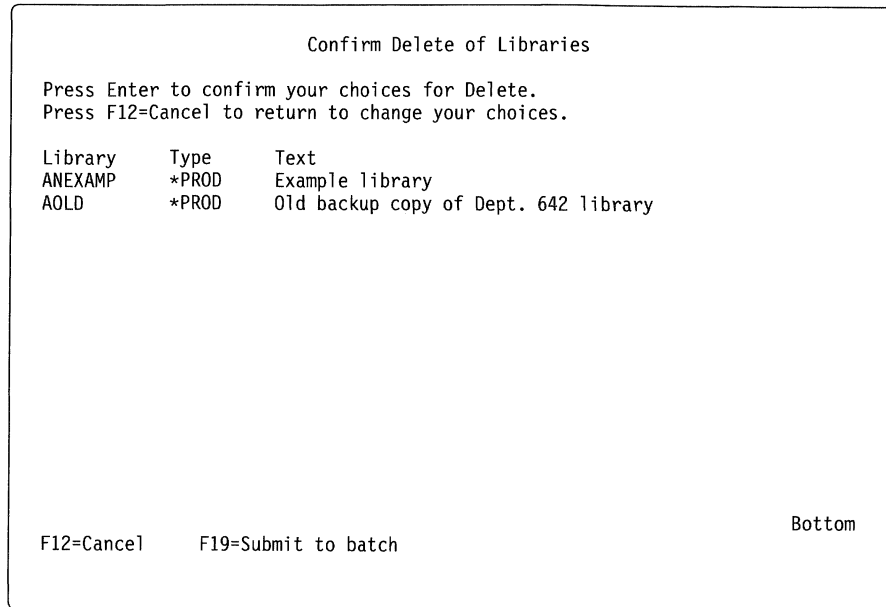 Confirm Delete of Libraries
Press Enter to confirm your choices for Delete.
Press F12=Cancel to return to change your choices.
Library Type Text
ANEXAMP *PROD Example library
AOLD *PROD Old backup copy of Dept. 642 library
Bottom
F12=Cancel F19=Submit to batch